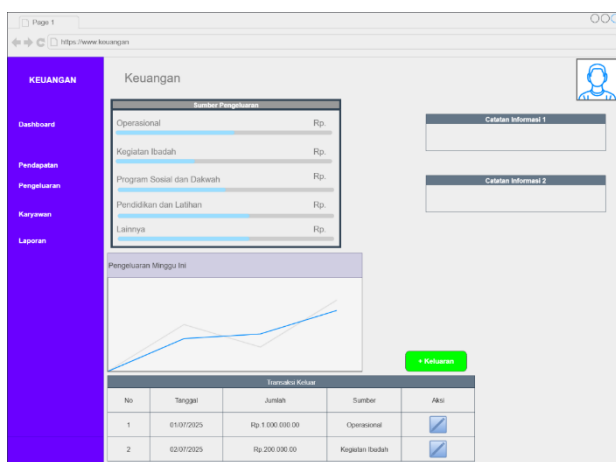 Page 1
https://www.keuangan
KEUANGAN
Dashboard
Pendapatan
Pengeluaran
Karyawan
Laporan
Keuangan
Sumber Pengeluaran
Operasional Rp.
Kegiatan Ibadah Rp.
Program Sosial dan Dakwah Rp.
Pendidikan dan Latihan Rp.
Lainnya Rp.
Catatan Informasi 1
Catatan Informasi 2
Pengeluaran Minggu Ini
+ Keluaran
Transaksi Keluar
No Tanggal Jumlah Sumber Aksi
1 01/07/2025 Rp.1.000.000.00 Operasional
2 02/07/2025 Rp.200.000.00 Kegiatan Ibadah